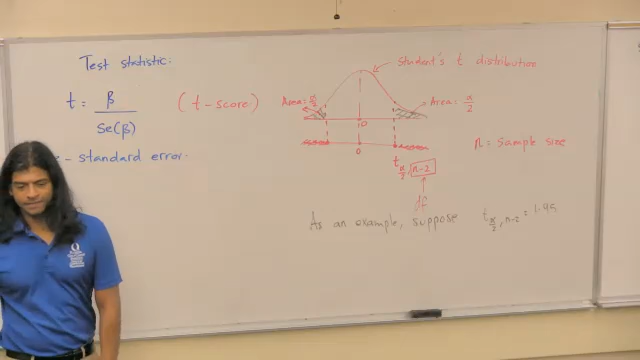 Test statistic:
t = β / se(β)
(t-score)
- standard error
Student's t distribution
Area: α/2
Area: α/2
0
0
t α/2, n-2
df
n = Sample size
As an example, suppose t α/2, n-2 = 1.95